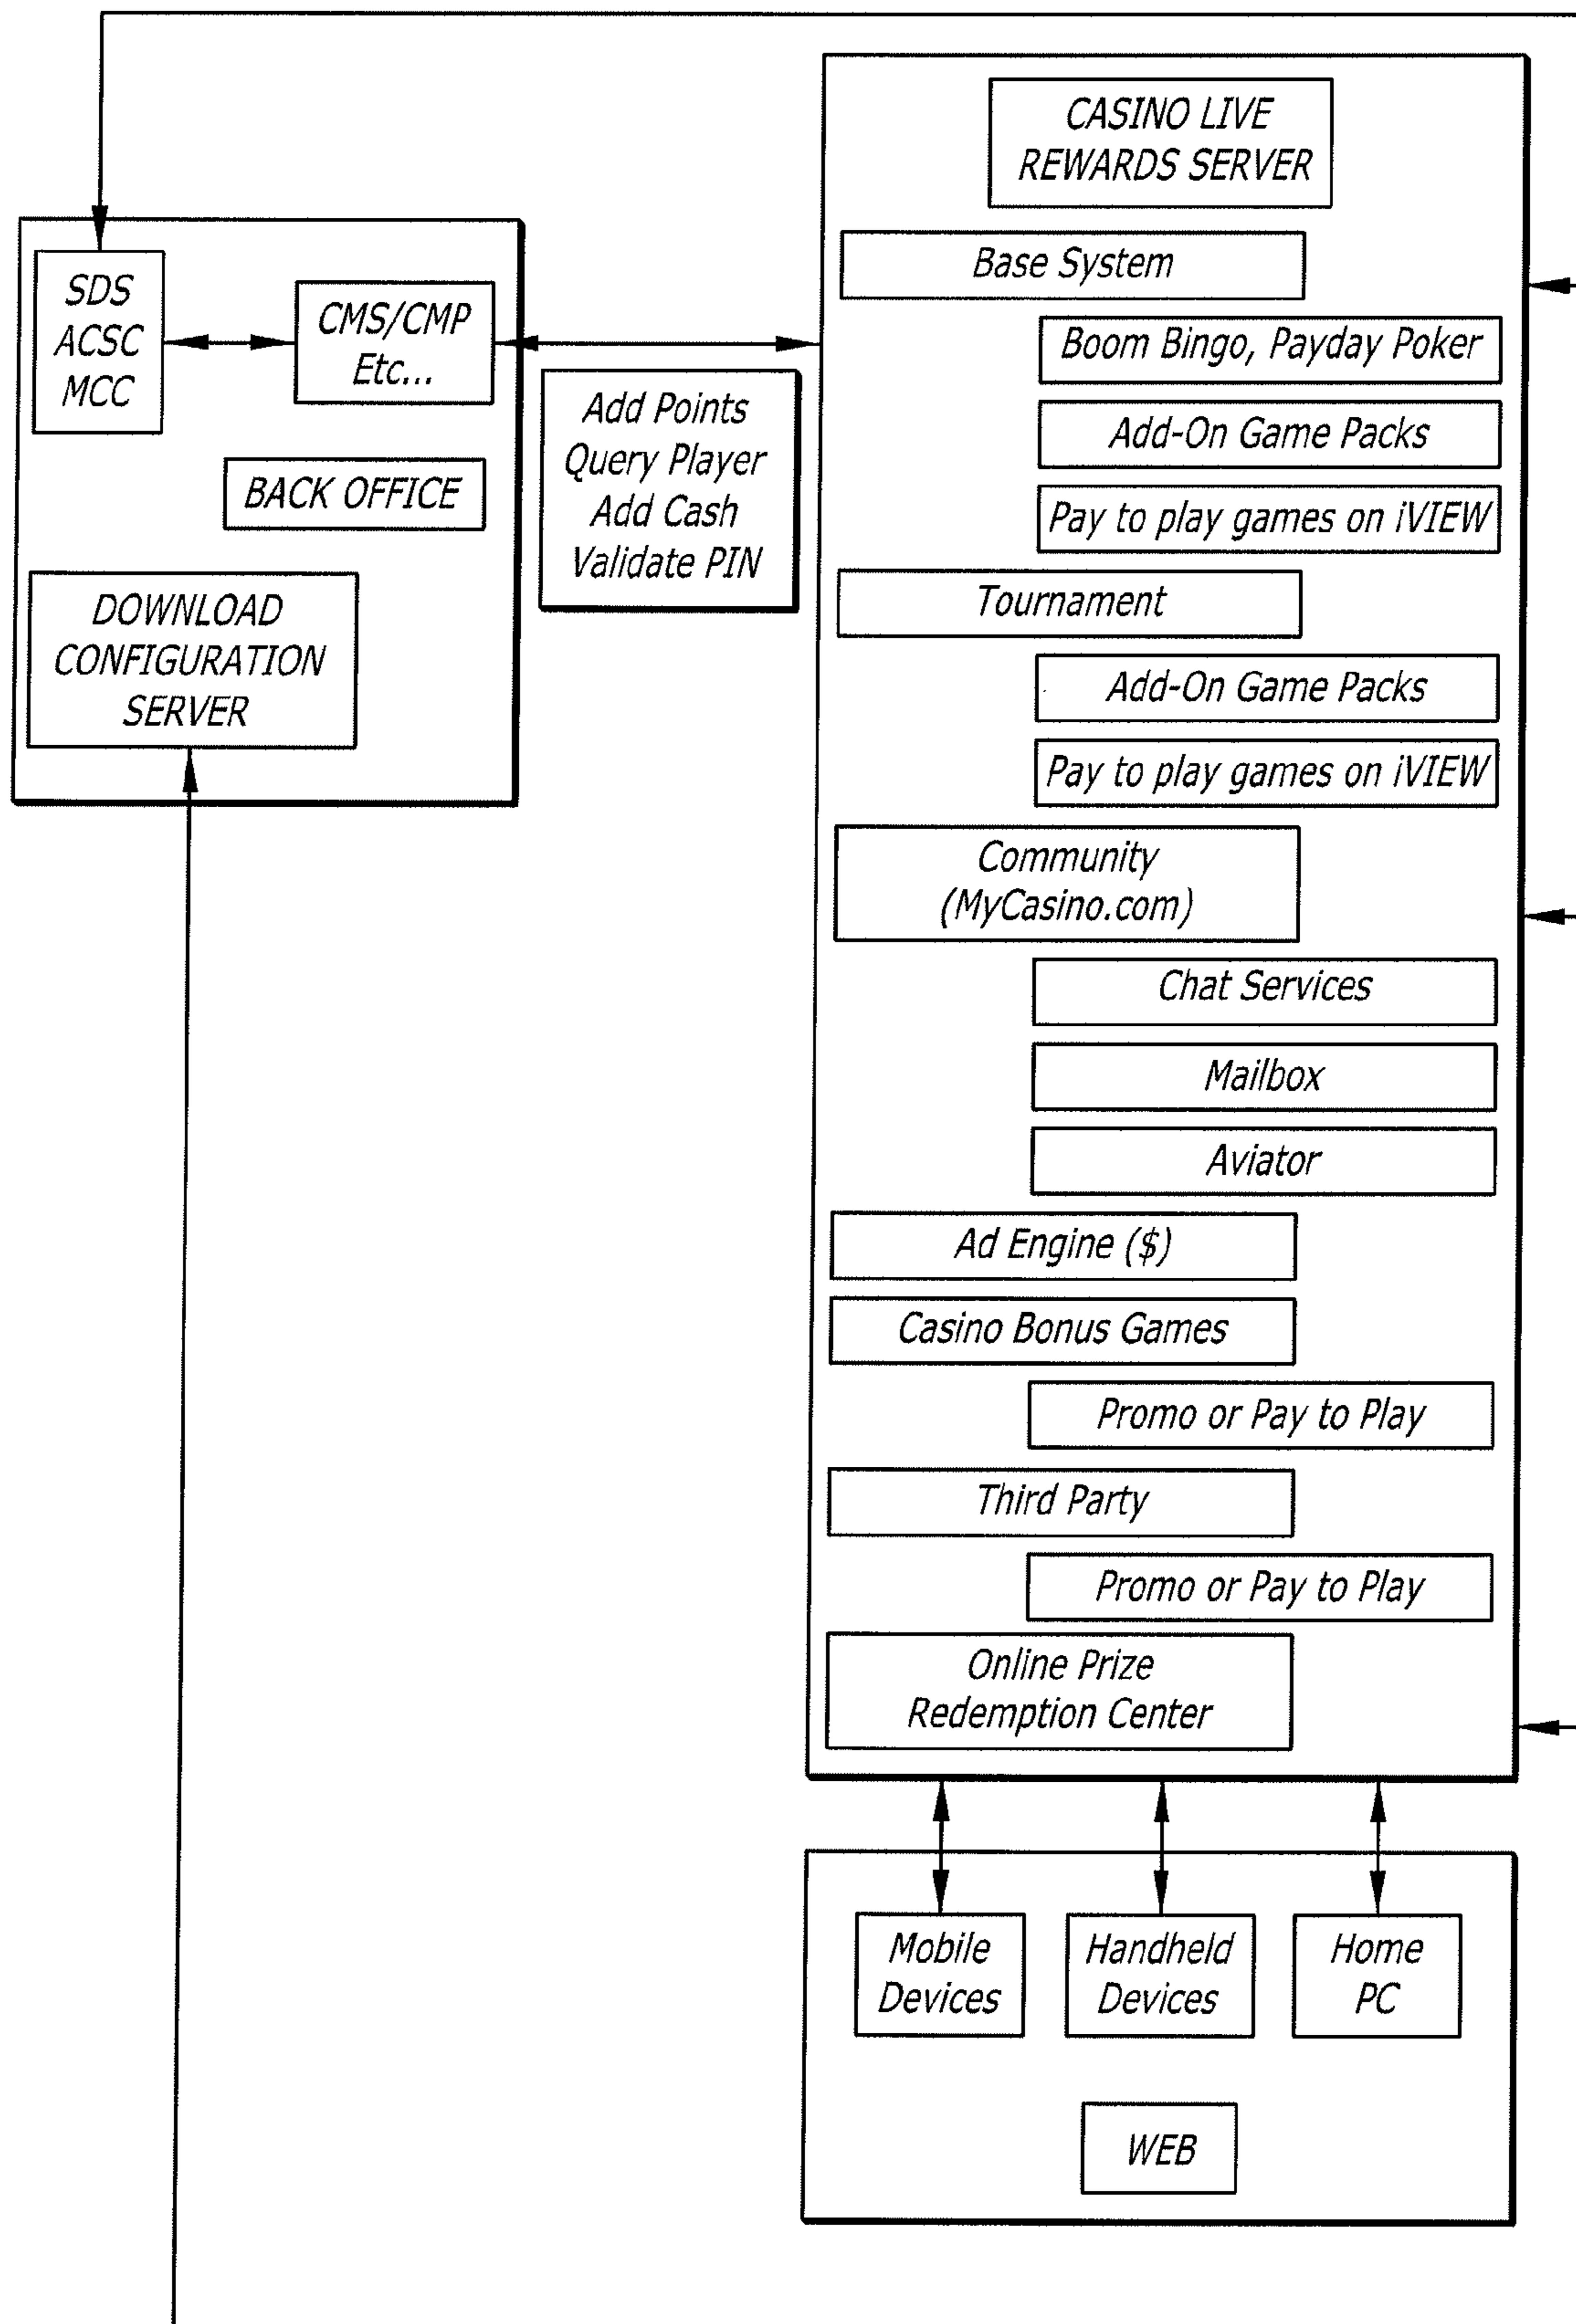 SDS
ACSC
MCC
CMS/CMP
Etc...
BACK OFFICE
DOWNLOAD
CONFIGURATION
SERVER
Add Points
Query Player
Add Cash
Validate PIN
CASINO LIVE
REWARDS SERVER
Base System
Boom Bingo, Payday Poker
Add-On Game Packs
Pay to play games on iVIEW
Tournament
Add-On Game Packs
Pay to play games on iVIEW
Community
(MyCasino.com)
Chat Services
Mailbox
Aviator
Ad Engine ($)
Casino Bonus Games
Promo or Pay to Play
Third Party
Promo or Pay to Play
Online Prize
Redemption Center
Mobile
Devices
Handheld
Devices
Home
PC
WEB